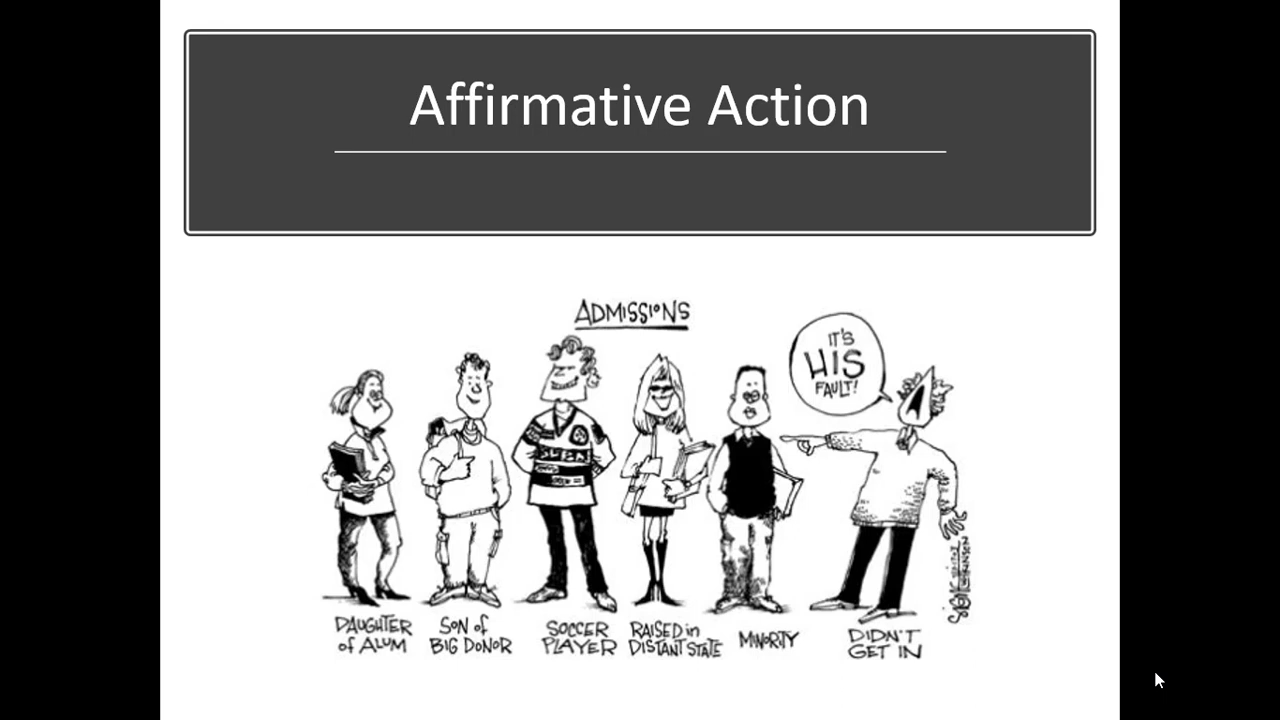 Affirmative Action
ADMISSIONS
IT'S
HIS
FAULT!
DAUGHTER
of ALUM
SON of
BIG DONOR
SOCCER
PLAYER
RAISED in
DISTANT STATE
MINORITY
DIDN'T
GET IN